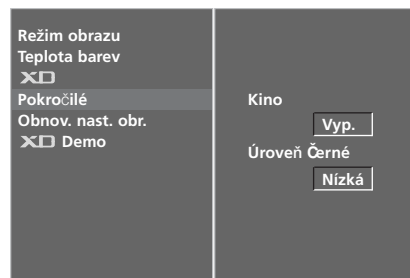 Režim obrazu
Teplota barev
XD
Pokročilé
Obnov. nast. obr.
XD Demo
Kino
Vyp.
Úroveň Černé
Nízká